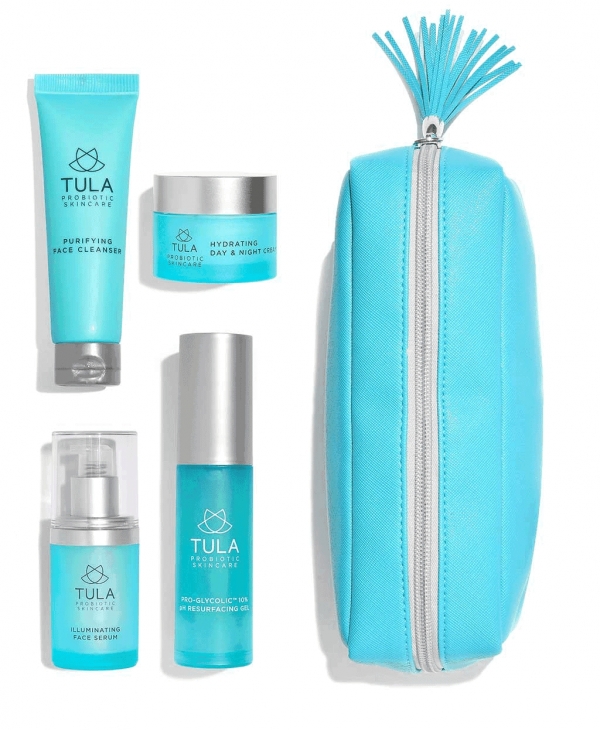 TULA
PROBIOTIC
SKINCARE
PURIFYING
FACE CLEANSER
TULA
PROBIOTIC
SKINCARE
HYDRATING
DAY & NIGHT CREA
TULA
PROBIOTIC
SKINCARE
ILLUMINATING
FACE SERUM
TULA
PROBIOTIC
SKINCARE
PRO-GLYCOLIC™ 10%
pH RESURFACING GEL